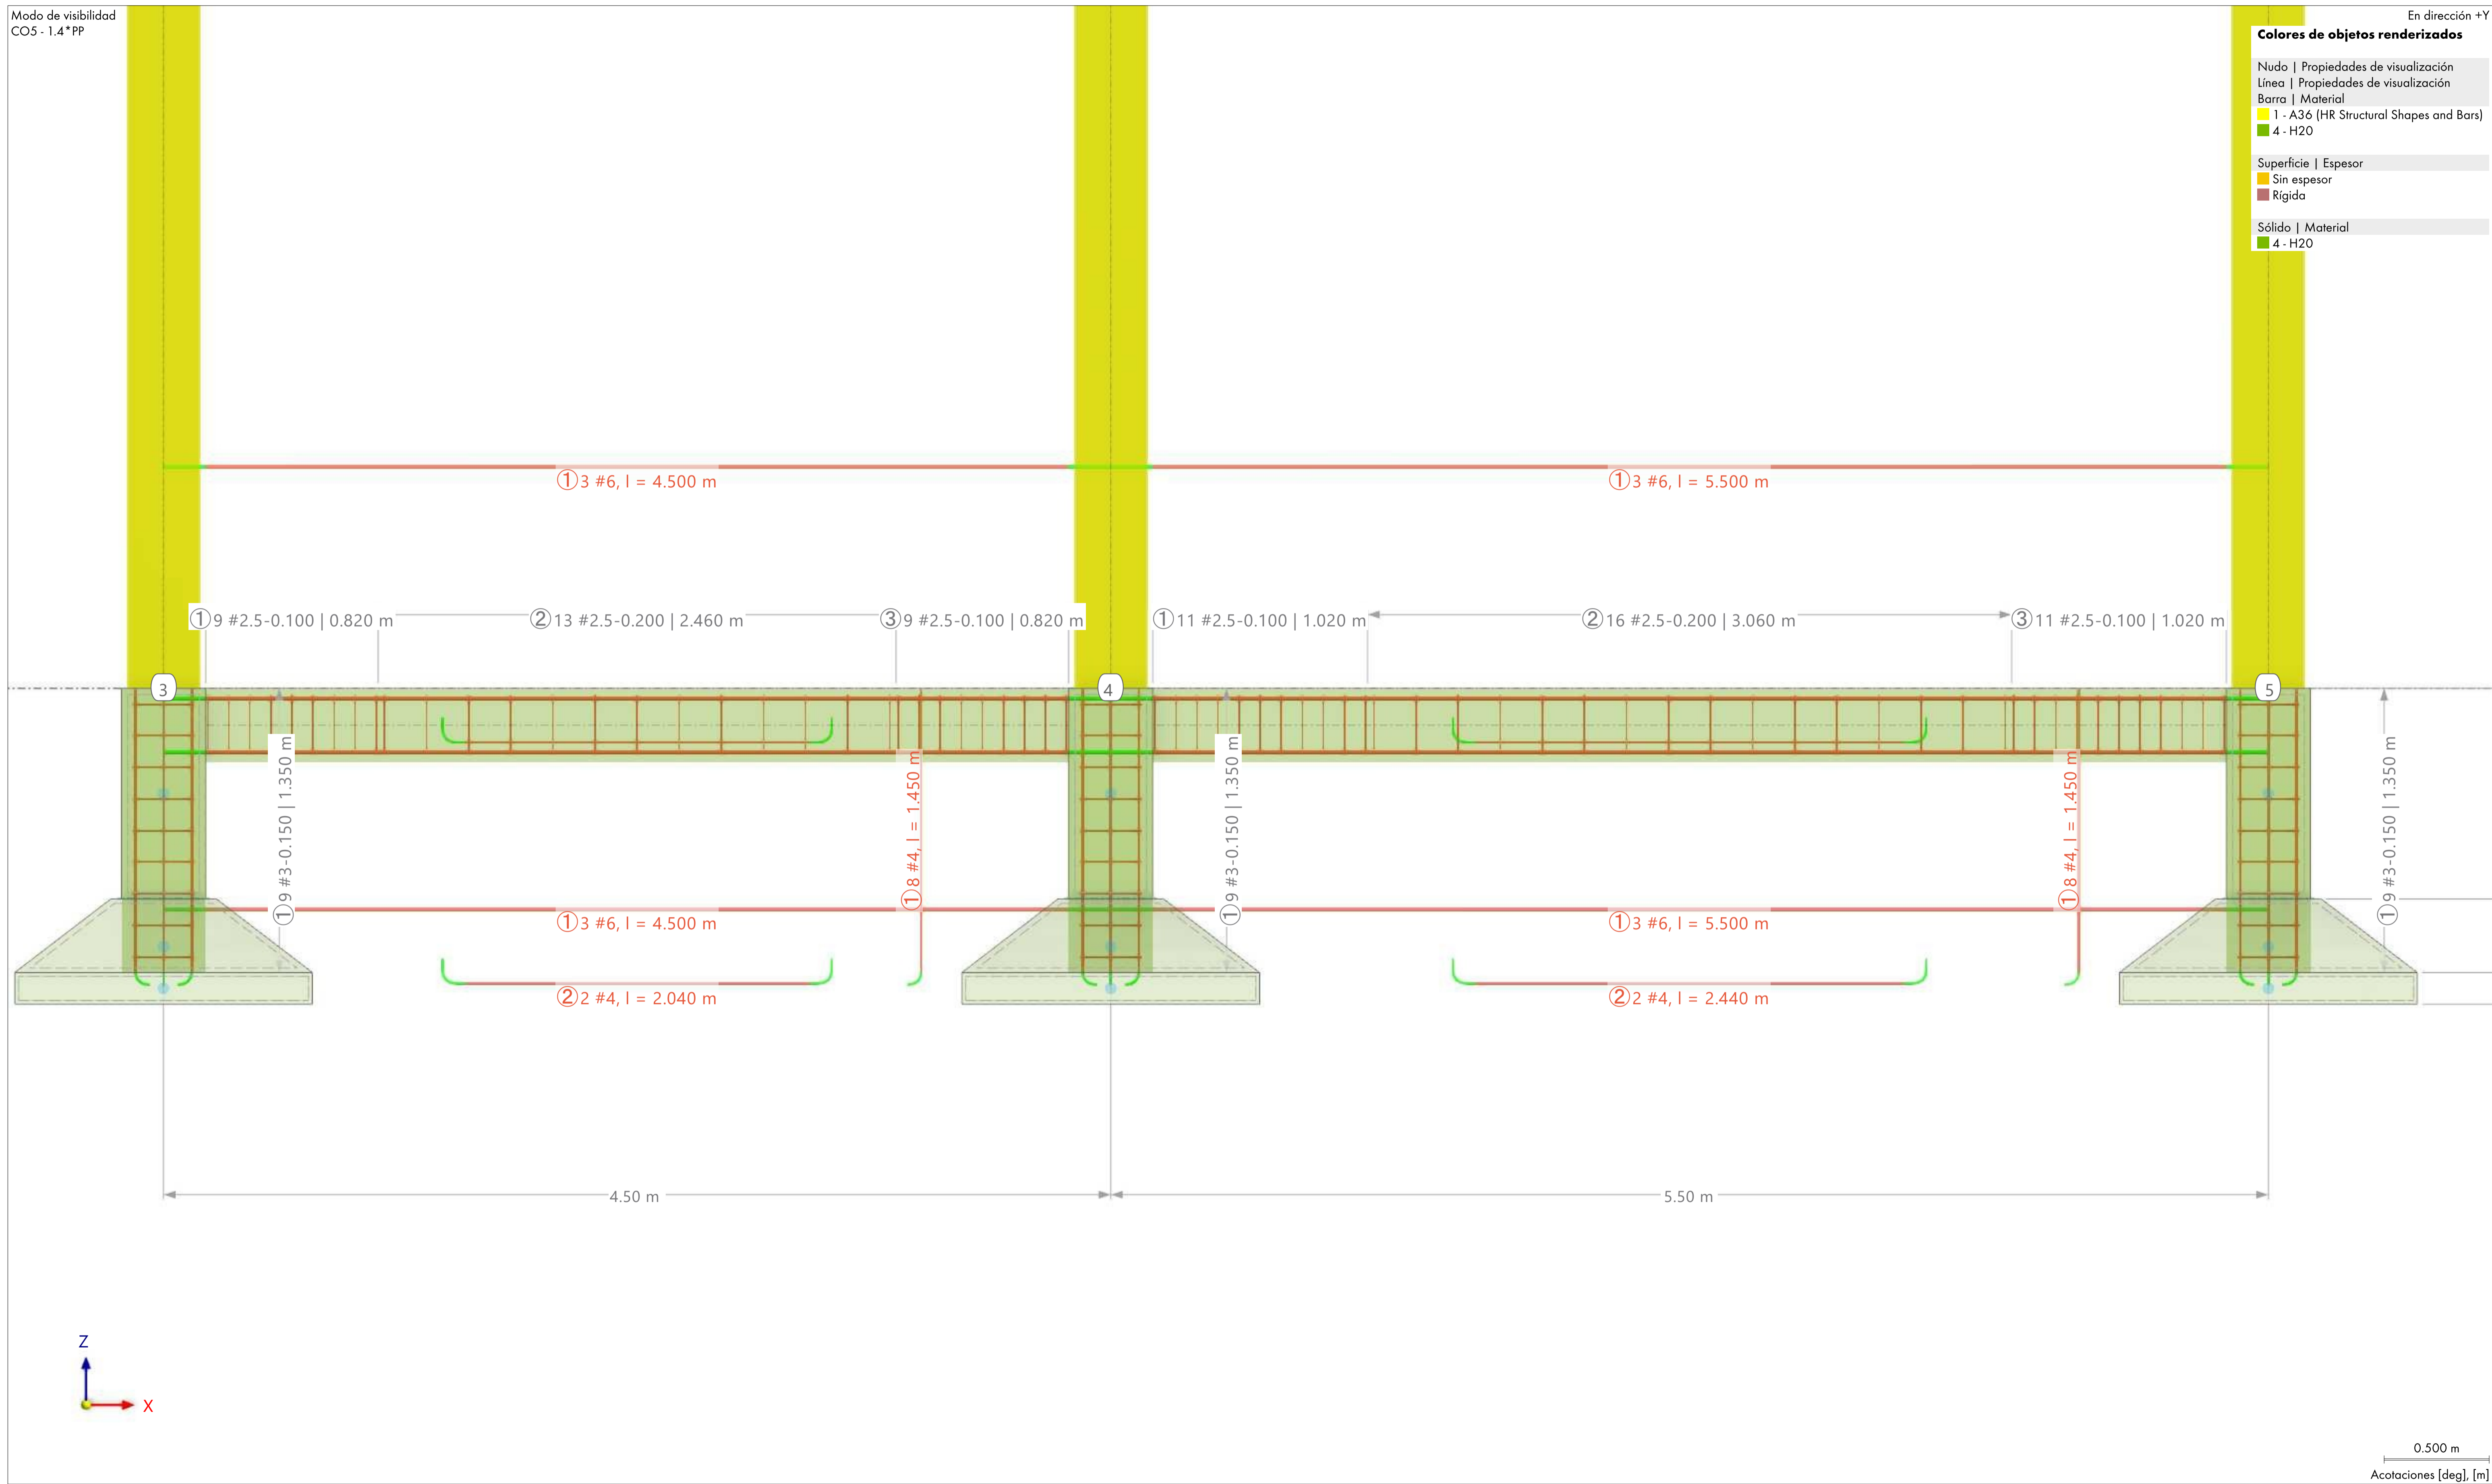 Modo de visibilidad
CO5 - 1.4*PP
En dirección +Y
Colores de objetos renderizados
Nudo | Propiedades de visualización
Línea | Propiedades de visualización
Barra | Material
1 - A36 (HR Structural Shapes and Bars)
4 - H20
Superficie | Espesor
Sin espesor
Rígida
Sólido | Material
4 - H20
①3 #6, l = 4.500 m
①3 #6, l = 5.500 m
①9 #2.5-0.100 | 0.820 m
②13 #2.5-0.200 | 2.460 m
③9 #2.5-0.100 | 0.820 m
①11 #2.5-0.100 | 1.020 m
②16 #2.5-0.200 | 3.060 m
③11 #2.5-0.100 | 1.020 m
3
4
5
①9 #3-0.150 | 1.350 m
①8 #4, l = 1.450 m
①9 #3-0.150 | 1.350 m
①8 #4, l = 1.450 m
①9 #3-0.150 | 1.350 m
①3 #6, l = 4.500 m
①3 #6, l = 5.500 m
②2 #4, l = 2.040 m
②2 #4, l = 2.440 m
4.50 m
5.50 m
Z
X
0.500 m
Acotaciones [deg], [m]